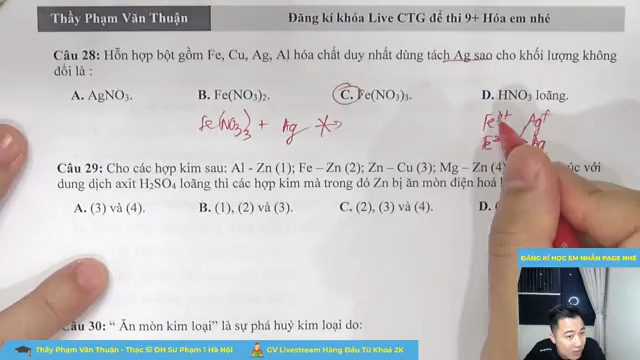 Thầy Phạm Văn Thuận
Đăng kí khóa Live CTG để thi 9+ Hóa em nhé
Câu 28: Hỗn hợp bột gồm Fe, Cu, Ag, Al hóa chất duy nhất dùng tách Ag sao cho khối lượng không
đổi là :
A. AgNO₃. B. Fe(NO₃)₂. C. Fe(NO₃)₃. D. HNO₃ loãng.
Fe(NO₃)₃ + Ag
Ag⁺
Ag
Câu 29: Cho các hợp kim sau: Al - Zn (1); Fe – Zn (2); Zn – Cu (3); Mg – Zn (4) xúc với
dung dịch axit H₂SO₄ loãng thì các hợp kim mà trong đó Zn bị ăn mòn điện hoá
A. (3) và (4). B. (1), (2) và (3). C. (2), (3) và (4). D.
ĐĂNG KÍ HỌC EM NHẮN PAGE NHÉ
Câu 30: “ Ăn mòn kim loại” là sự phá huỷ kim loại do:
Thầy Phạm Văn Thuận - Thạc Sĩ ĐH Sư Phạm 1 Hà Nội
GV Livestream Hàng Đầu Từ Khoá 2K